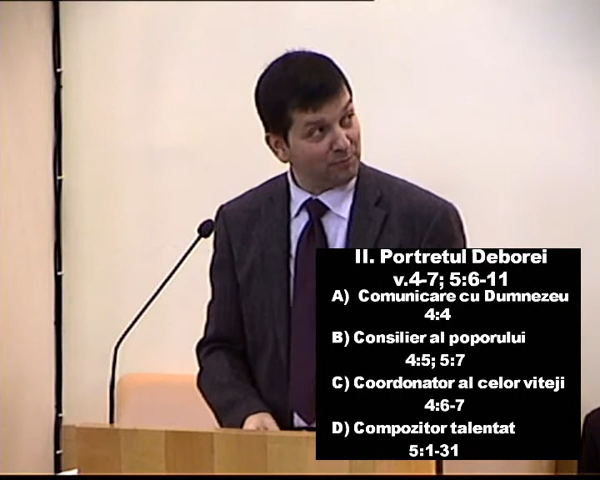 II. Portretul Deborei
v.4-7; 5:6-11
A) Comunicare cu Dumnezeu
4:4
B) Consilier al poporului
4:5; 5:7
C) Coordonator al celor viteji
4:6-7
D) Compozitor talentat
5:1-31